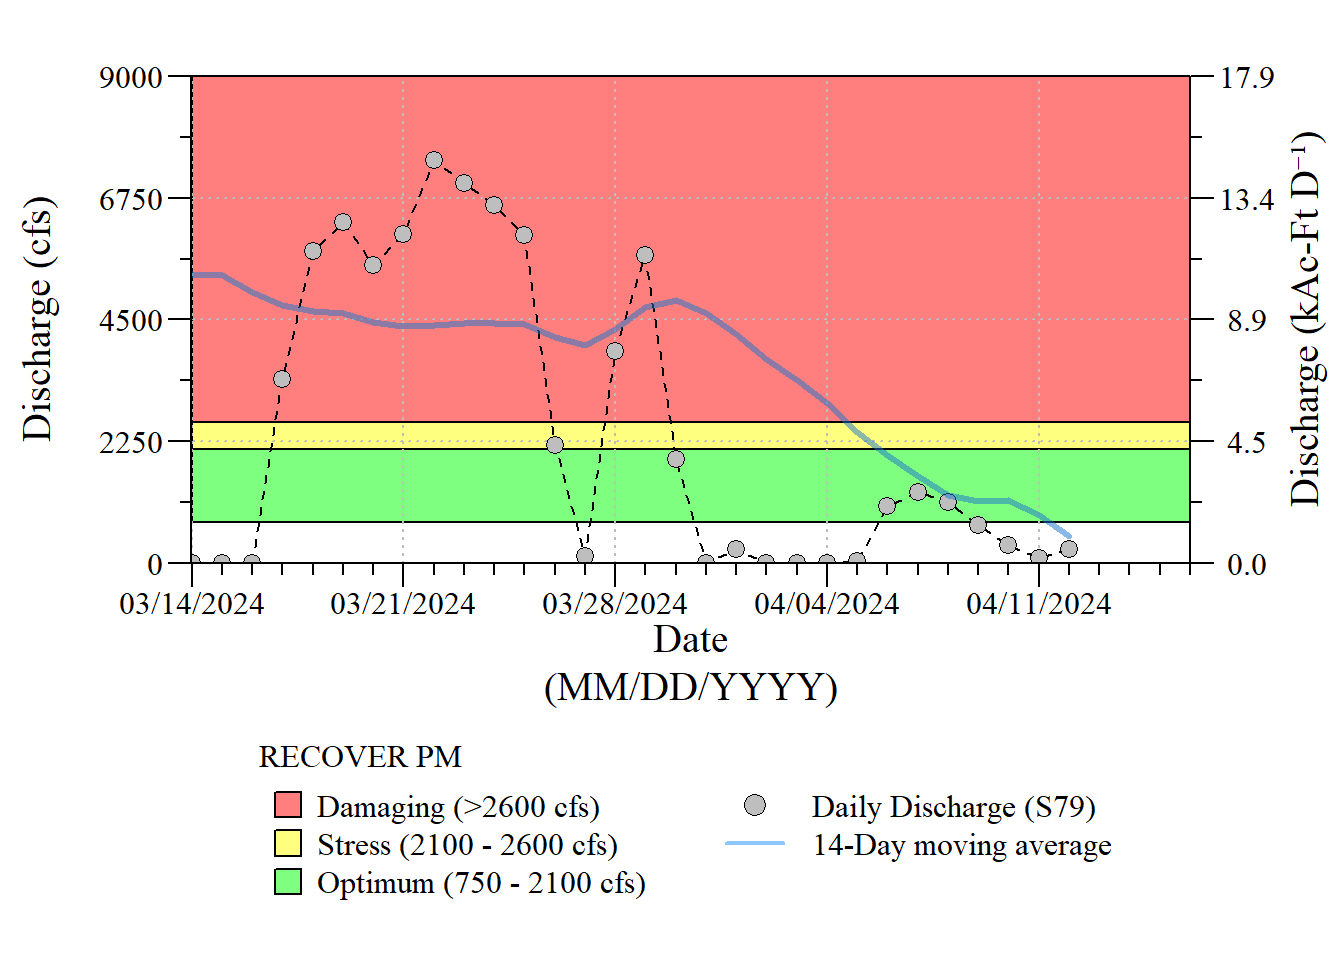 9000
6750
4500
2250
0
Discharge (cfs)
17.9
13.4
8.9
4.5
0.0
Discharge (kAc-Ft D⁻¹)
03/14/2024 03/21/2024 03/28/2024 04/04/2024 04/11/2024
Date
(MM/DD/YYYY)
RECOVER PM
Damaging (>2600 cfs)
Stress (2100 - 2600 cfs)
Optimum (750 - 2100 cfs)
Daily Discharge (S79)
14-Day moving average